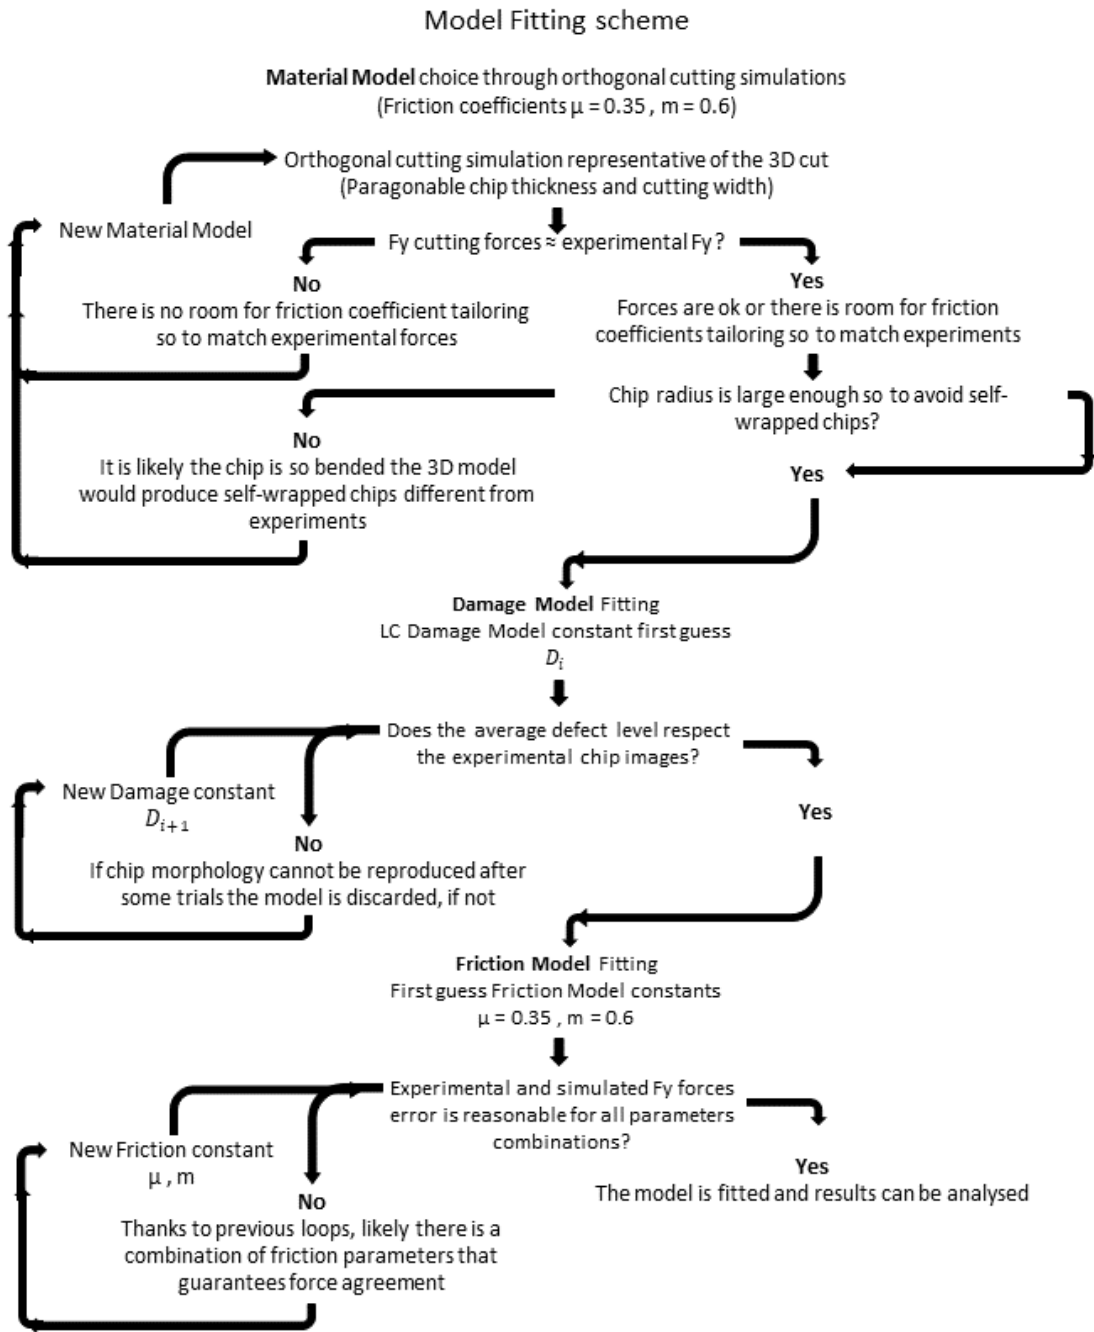 Model Fitting scheme
Material Model choice through orthogonal cutting simulations
(Friction coefficients μ = 0.35 , m = 0.6)
Orthogonal cutting simulation representative of the 3D cut
(Paragonable chip thickness and cutting width)
New Material Model
Fy cutting forces ≈ experimental Fy ?
No
There is no room for friction coefficient tailoring
so to match experimental forces
Yes
Forces are ok or there is room for friction
coefficients tailoring so to match experiments
Chip radius is large enough so to avoid self-
wrapped chips?
No
It is likely the chip is so bended the 3D model
would produce self-wrapped chips different from
experiments
Yes
Damage Model Fitting
LC Damage Model constant first guess
D_i
Does the average defect level respect
the experimental chip images?
New Damage constant
D_{i+1}
No
If chip morphology cannot be reproduced after
some trials the model is discarded, if not
Yes
Friction Model Fitting
First guess Friction Model constants
μ = 0.35 , m = 0.6
Experimental and simulated Fy forces
error is reasonable for all parameters
combinations?
New Friction constant
μ , m
No
Thanks to previous loops, likely there is a
combination of friction parameters that
guarantees force agreement
Yes
The model is fitted and results can be analysed